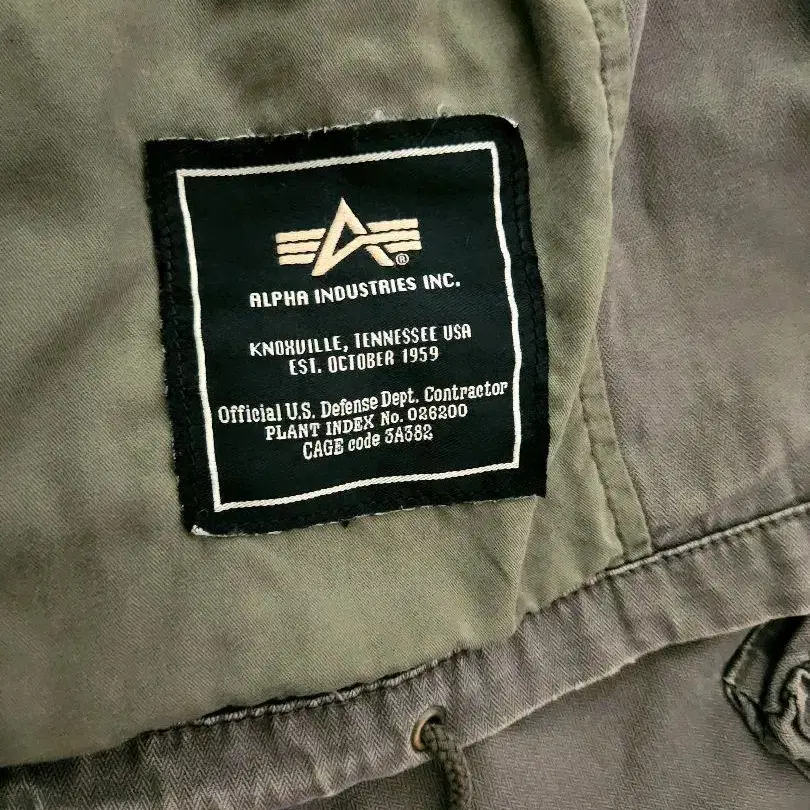 ®
ALPHA INDUSTRIES INC.
KNOXVILLE, TENNESSEE USA
EST. OCTOBER 1959
Official U.S. Defense Dept. Contractor
PLANT INDEX No. 026200
CAGE code 3A382